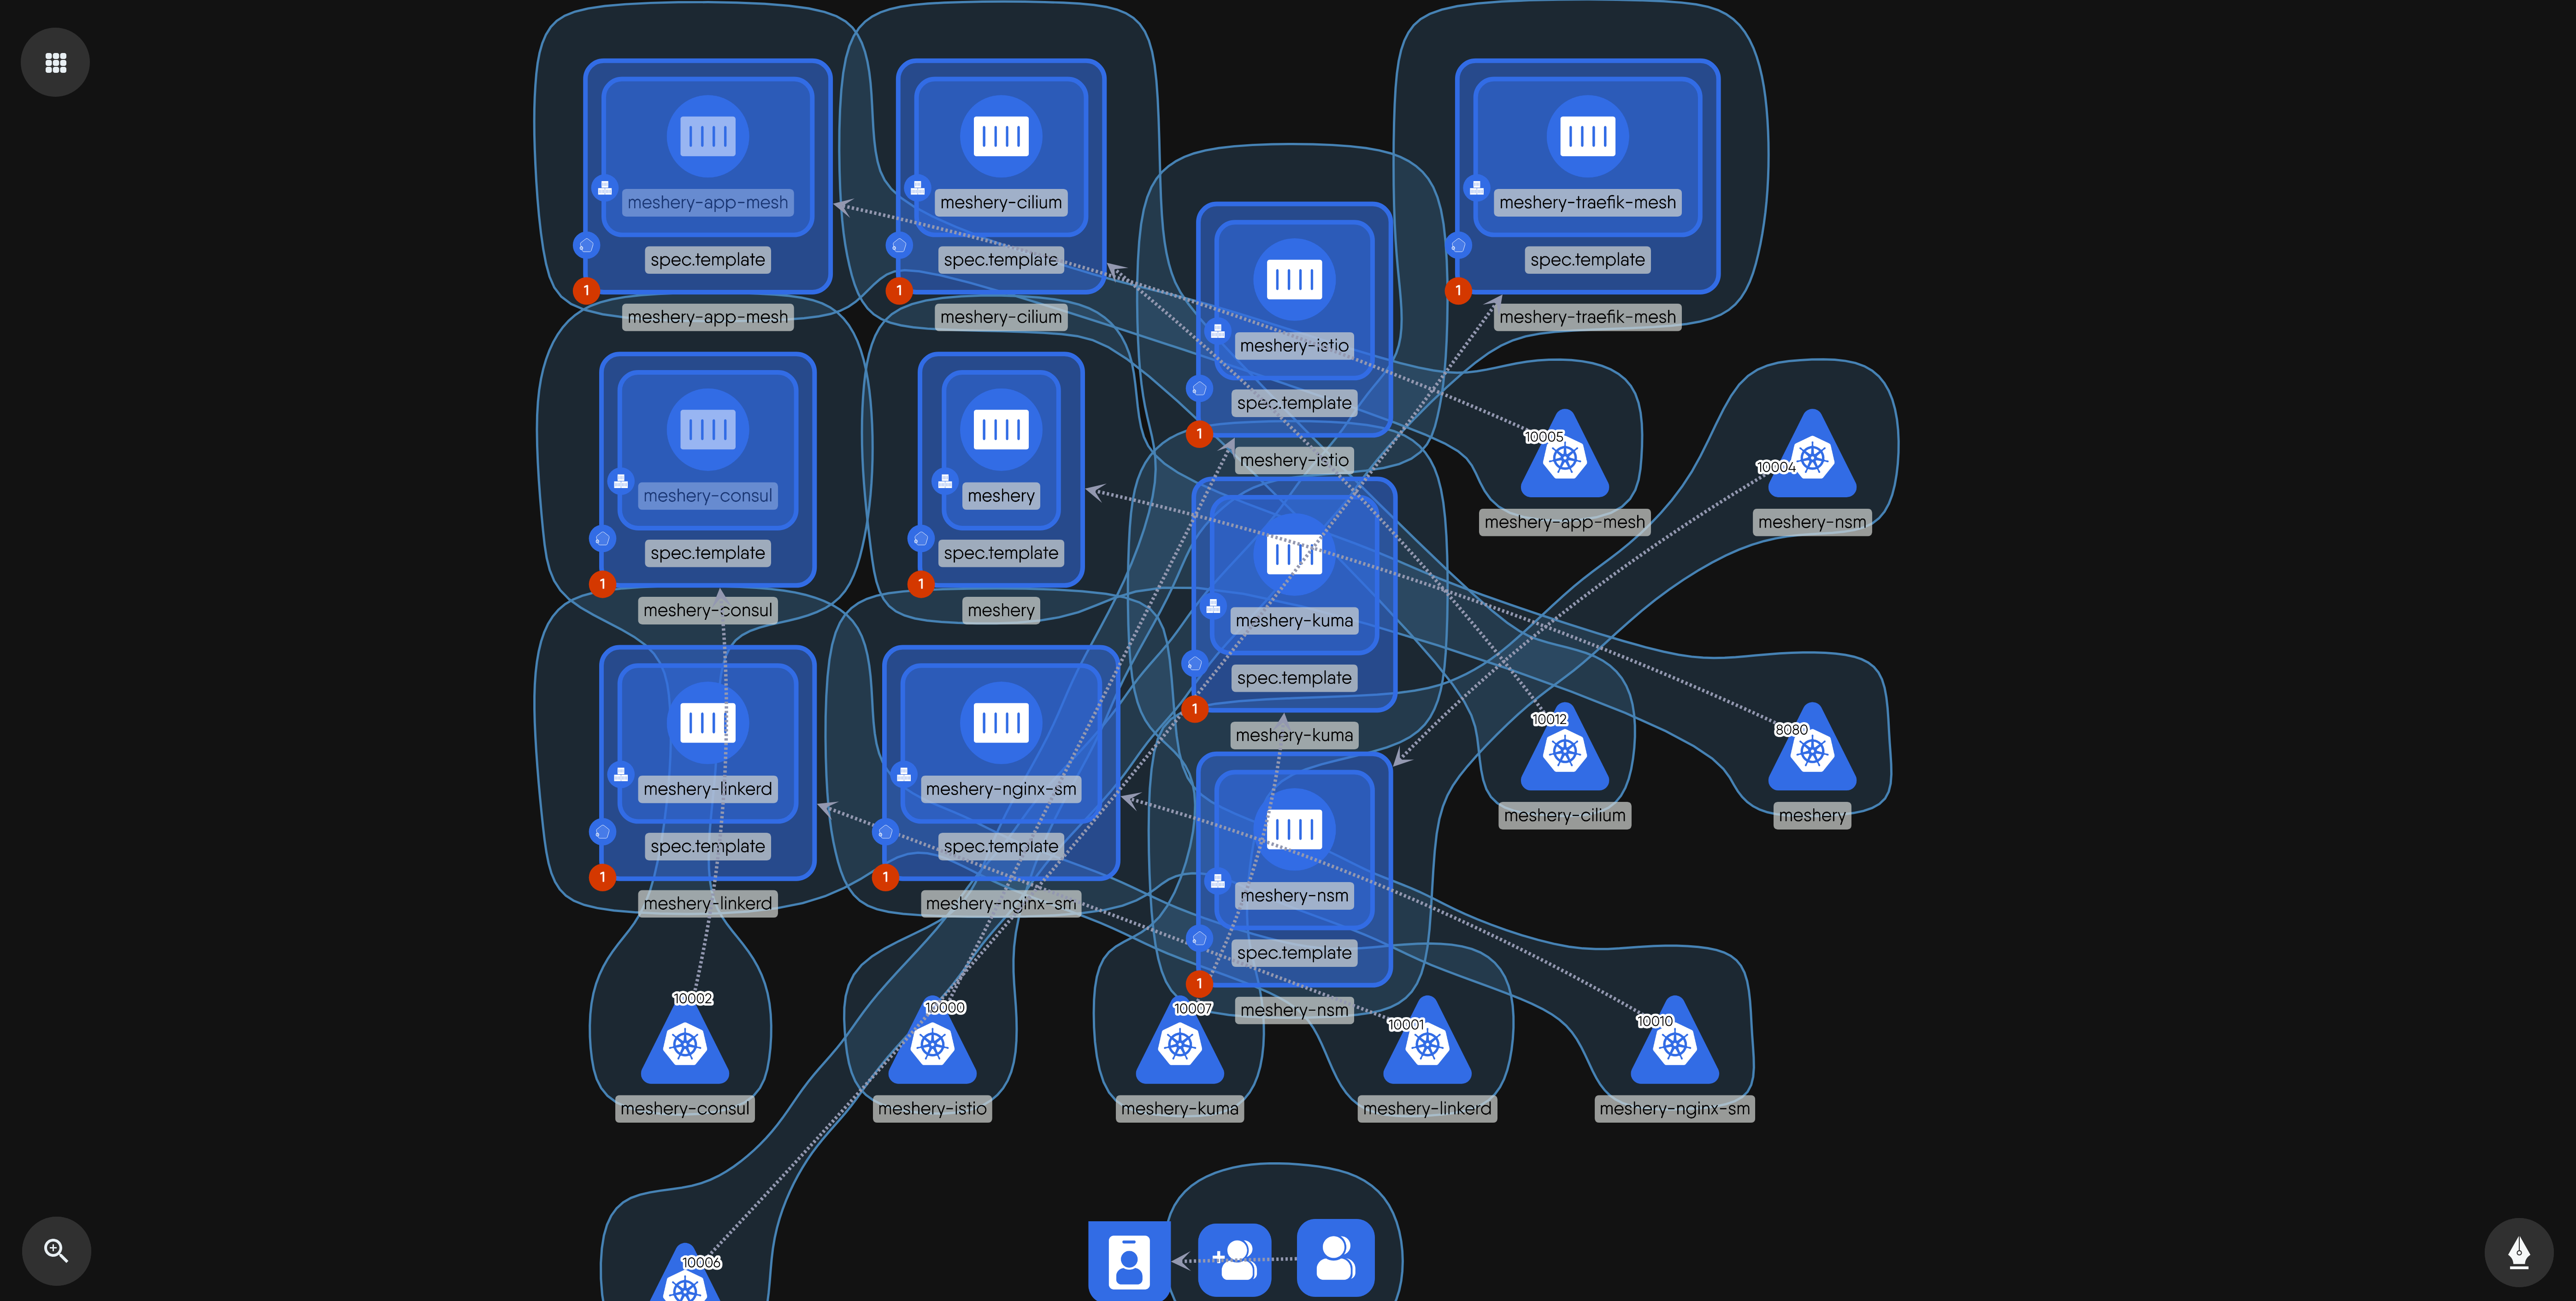 meshery-app-mesh
spec.template
1
meshery-app-mesh
meshery-cilium
spec.template
1
meshery-cilium
meshery-istio
spec.template
1
meshery-istio
meshery-traefik-mesh
spec.template
1
meshery-traefik-mesh
meshery-consul
spec.template
1
meshery-consul
meshery
spec.template
1
meshery
meshery-kuma
spec.template
1
meshery-kuma
10005
meshery-app-mesh
10004
meshery-nsm
meshery-linkerd
spec.template
1
meshery-linkerd
meshery-nginx-sm
spec.template
1
meshery-nginx-sm
meshery-nsm
spec.template
1
meshery-nsm
10012
meshery-cilium
8080
meshery
10002
meshery-consul
10000
meshery-istio
10007
meshery-kuma
10001
meshery-linkerd
10010
meshery-nginx-sm
10006